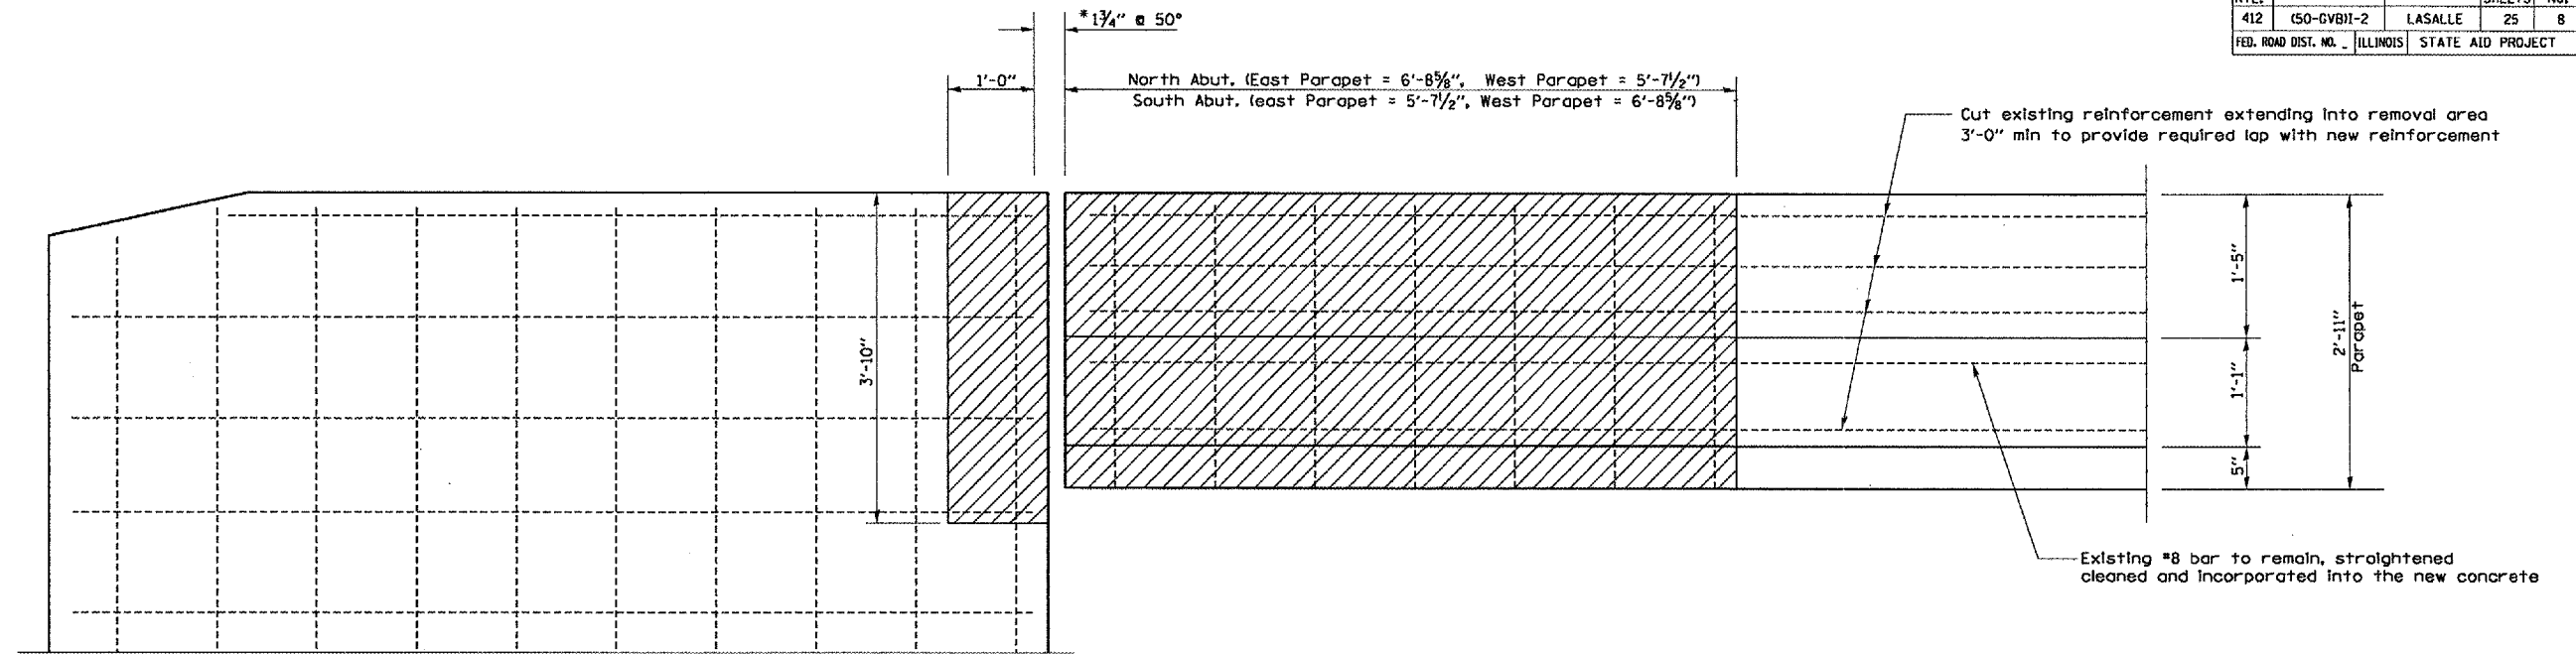 SHEETS NO.
412 (50-GVB)I-2 LASALLE 25 8
FED. ROAD DIST. NO. _ ILLINOIS STATE AID PROJECT
*1¾" @ 50°
1'-0"
North Abut. (East Parapet = 6'-8⅝", West Parapet = 5'-7½")
South Abut. (east Parapet = 5'-7½", West Parapet = 6'-8⅝")
Cut existing reinforcement extending into removal area
3'-0" min to provide required lap with new reinforcement
3'-10"
1'-5"
1'-1"
5"
2'-11"
Parapet
Existing #8 bar to remain, straightened
cleaned and incorporated into the new concrete